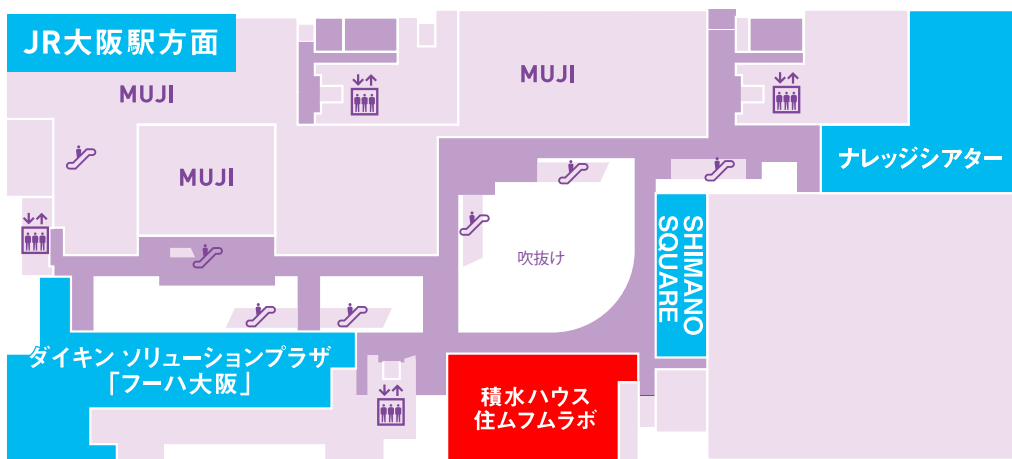 JR大阪駅方面
MUJI
MUJI
MUJI
ナレッジシアター
SHIMANO
SQUARE
吹抜け
ダイキン ソリューションプラザ
「フーハ大阪」
積水ハウス
住ムフムラボ